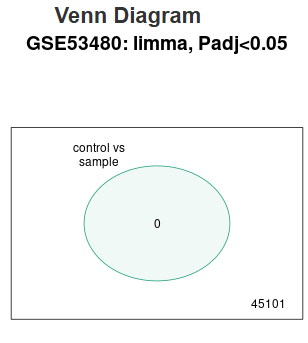 Venn Diagram
GSE53480: limma, Padj<0.05
control vs
sample
0
45101